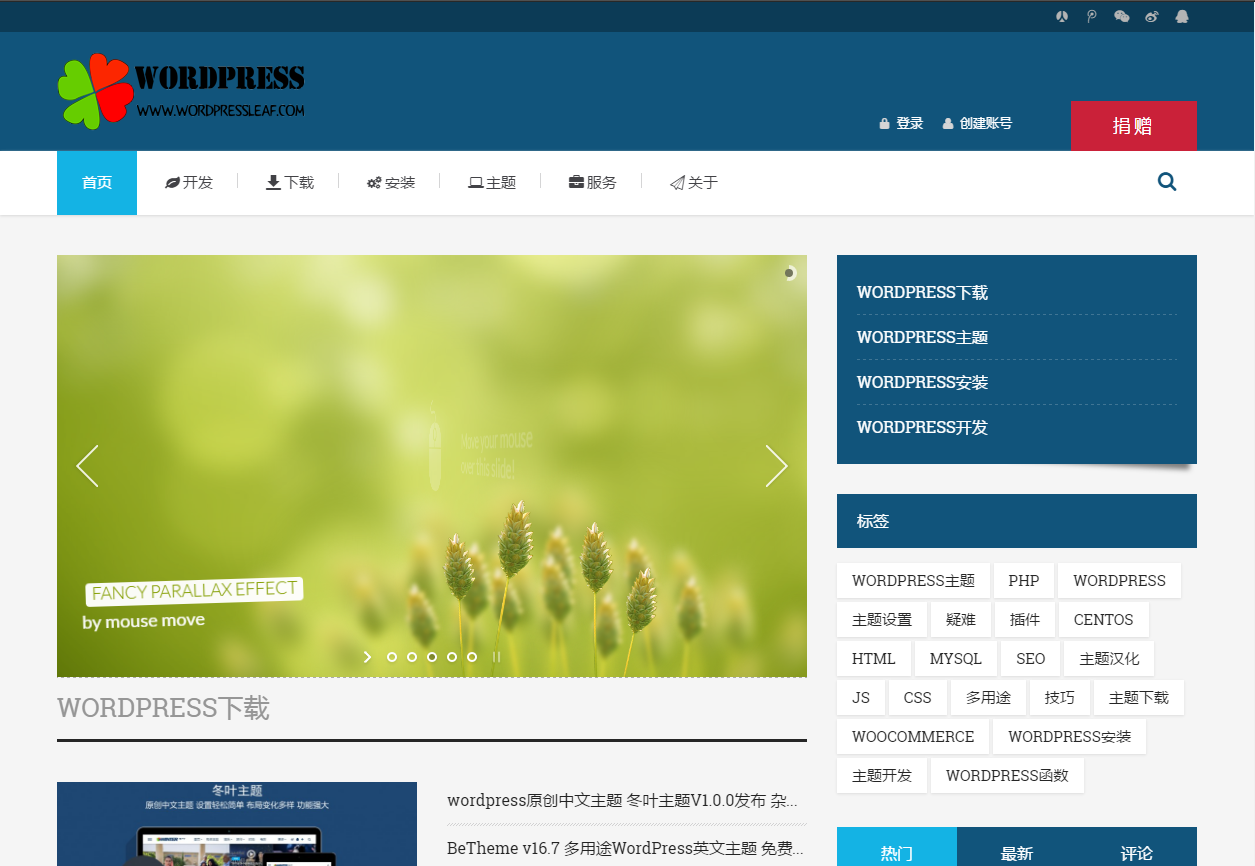 WORDPRESS
WWW.WORDPRESSLEAF.COM
登录 创建账号 捐赠
首页 开发 下载 安装 主题 服务 关于
Move your mouse
over this slide!
FANCY PARALLAX EFFECT
by mouse move
WORDPRESS下载
WORDPRESS主题
WORDPRESS安装
WORDPRESS开发
标签
WORDPRESS主题 PHP WORDPRESS
主题设置 疑难 插件 CENTOS
HTML MYSQL SEO 主题汉化
JS CSS 多用途 技巧 主题下载
WOOCOMMERCE WORDPRESS安装
主题开发 WORDPRESS函数
热门 最新 评论
WORDPRESS下载
冬叶主题
原创中文主题 设置轻松简单 布局变化多样 功能强大
wordpress原创中文主题 冬叶主题V1.0.0发布 杂...
BeTheme v16.7 多用途WordPress英文主题 免费...